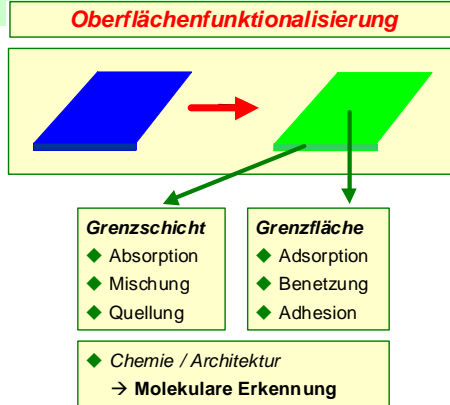 Oberflächenfunktionalisierung
Grenzschicht
◆ Absorption
◆ Mischung
◆ Quellung
Grenzfläche
◆ Adsorption
◆ Benetzung
◆ Adhesion
◆ Chemie / Architektur
→ Molekulare Erkennung